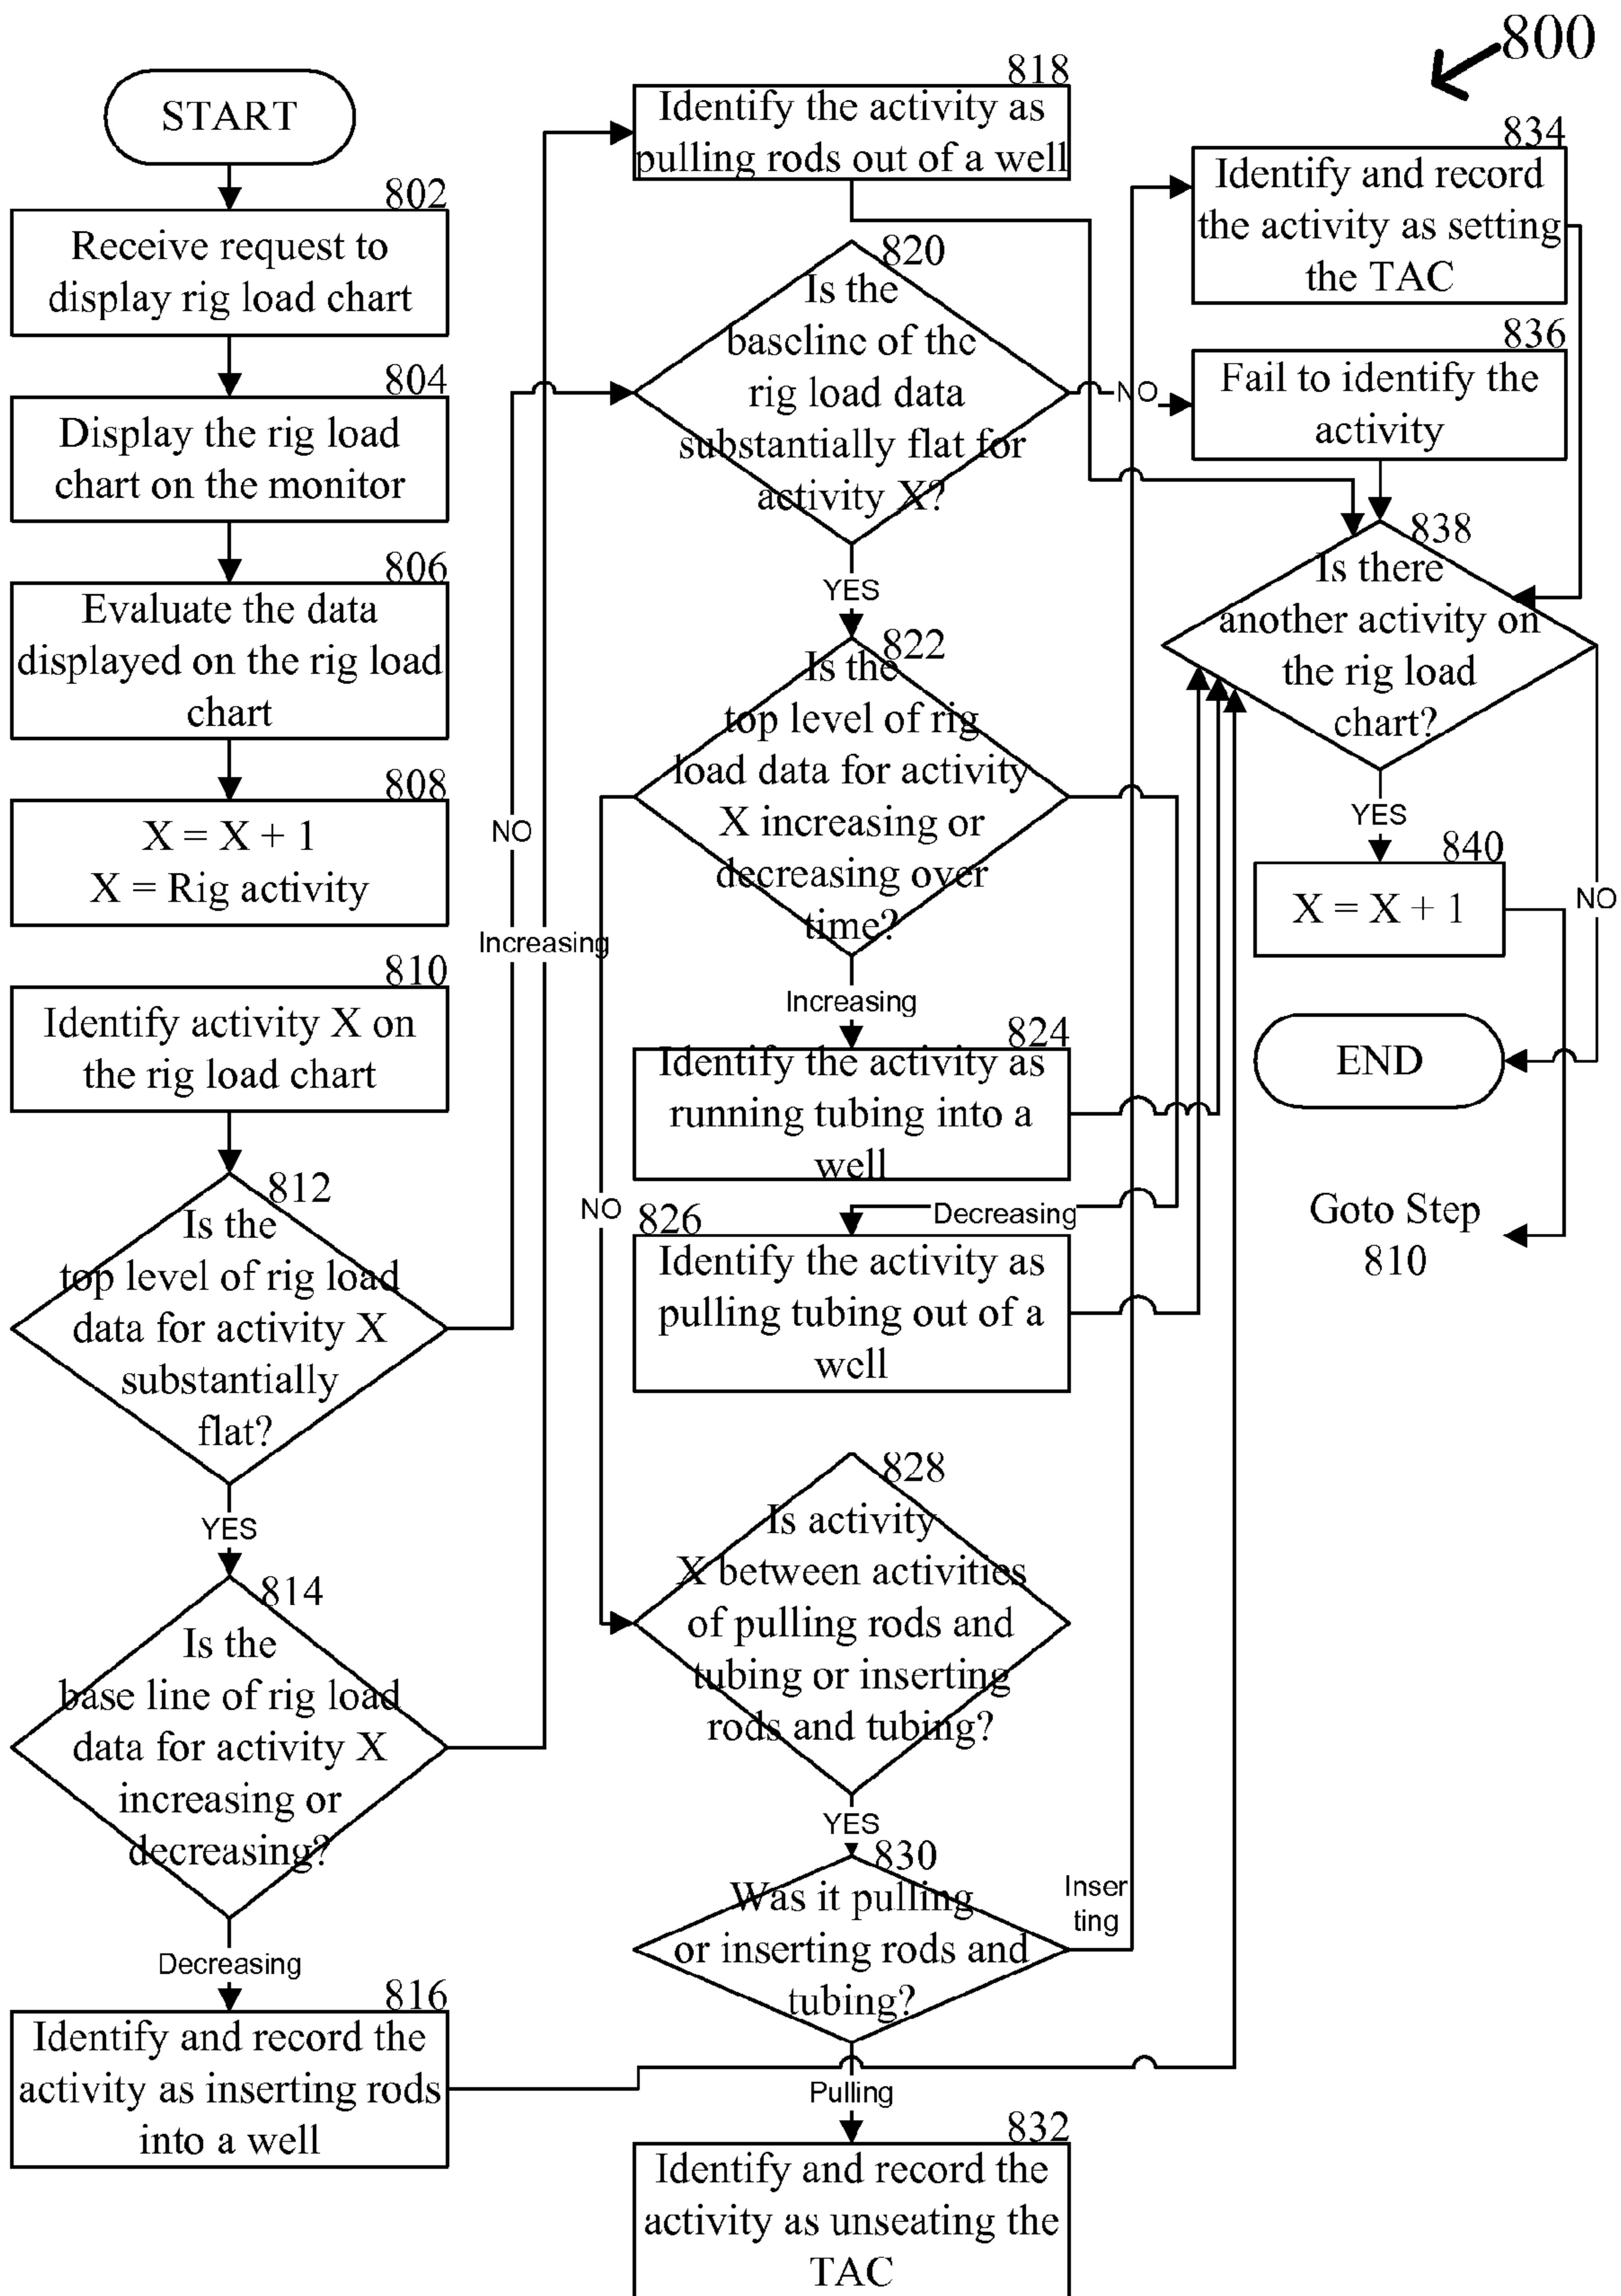 800
START
802
Receive request to
display rig load chart
804
Display the rig load
chart on the monitor
806
Evaluate the data
displayed on the rig load
chart
808
X = X + 1
X = Rig activity
810
Identify activity X on
the rig load chart
812
Is the
top level of rig load
data for activity X
substantially
flat?
NO
YES
814
Is the
base line of rig load
data for activity X
increasing or
decreasing?
Increasing
Decreasing
816
Identify and record the
activity as inserting rods
into a well
818
Identify the activity as
pulling rods out of a well
820
Is the
baseline of the
rig load data
substantially flat for
activity X?
NO
YES
822
Is the
top level of rig
load data for activity
X increasing or
decreasing over
time?
Increasing
824
Identify the activity as
running tubing into a
well
NO
Decreasing
826
Identify the activity as
pulling tubing out of a
well
828
Is activity
X between activities
of pulling rods and
tubing or inserting
rods and tubing?
YES
830
Was it pulling
or inserting rods and
tubing?
Inser
ting
Pulling
832
Identify and record the
activity as unseating the
TAC
834
Identify and record
the activity as setting
the TAC
836
Fail to identify the
activity
838
Is there
another activity on
the rig load
chart?
YES
NO
840
X = X + 1
END
Goto Step
810